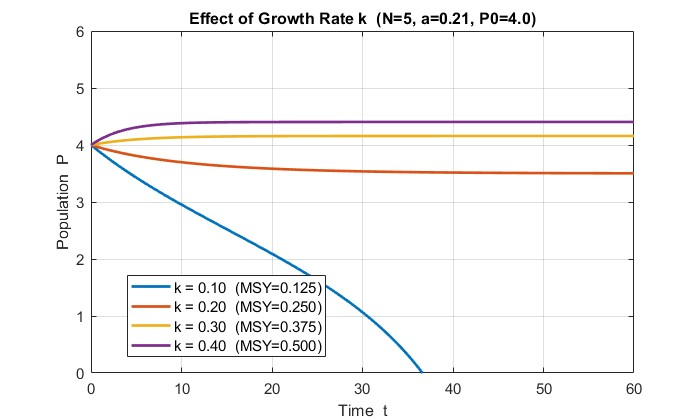 Effect of Growth Rate k (N=5, a=0.21, P0=4.0)
6
5
4
3
2
1
0
Population P
k = 0.10 (MSY=0.125)
k = 0.20 (MSY=0.250)
k = 0.30 (MSY=0.375)
k = 0.40 (MSY=0.500)
0 10 20 30 40 50 60
Time t